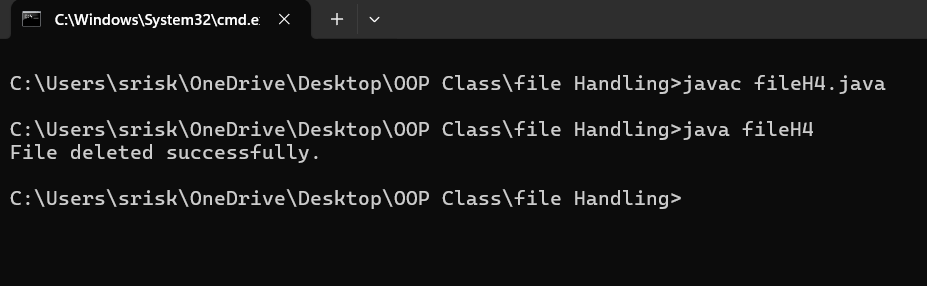 C:\Windows\System32\cmd.e
C:\Users\srisk\OneDrive\Desktop\OOP Class\file Handling>javac fileH4.java
C:\Users\srisk\OneDrive\Desktop\OOP Class\file Handling>java fileH4
File deleted successfully.
C:\Users\srisk\OneDrive\Desktop\OOP Class\file Handling>